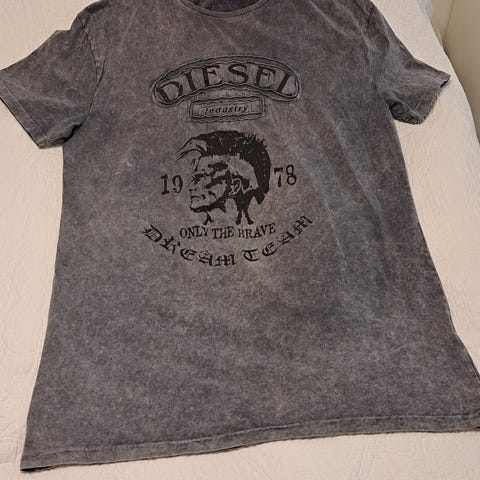 DIESEL
Industry
19 78
ONLY THE BRAVE
DREAM TEAM